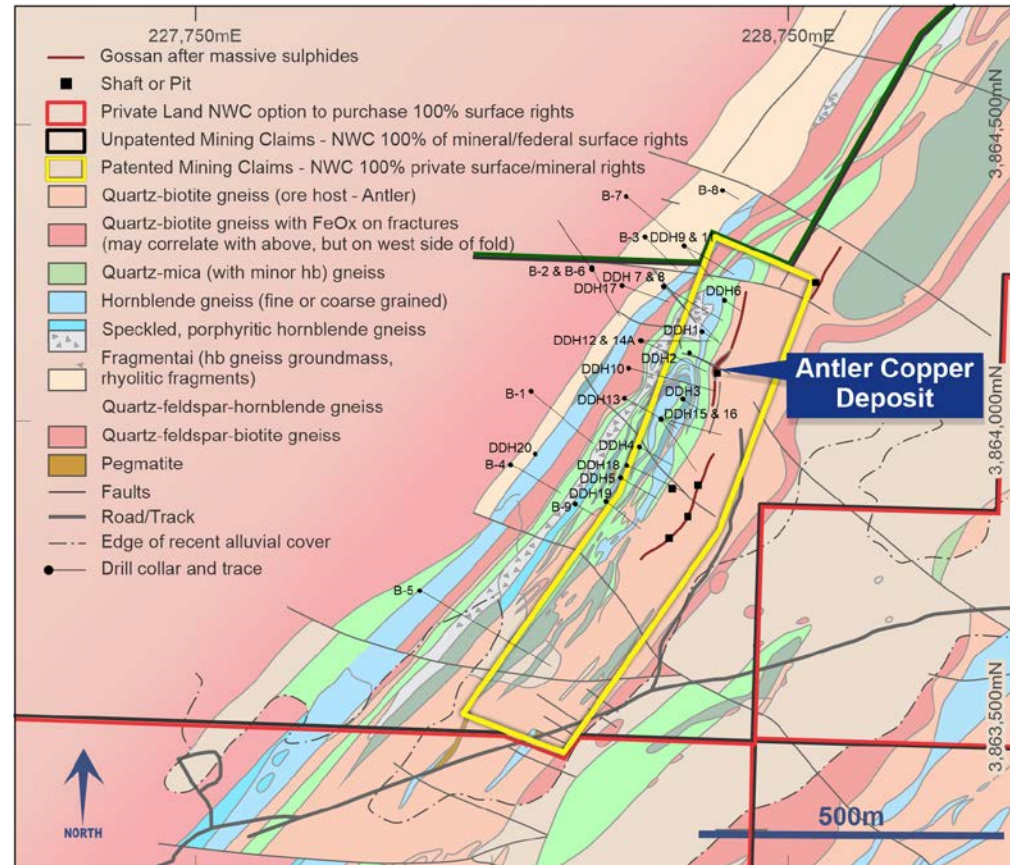 227,750mE
228,750mE
3,864,500mN
3,864,000mN
3,863,500mN
Gossan after massive sulphides
Shaft or Pit
Private Land NWC option to purchase 100% surface rights
Unpatented Mining Claims - NWC 100% of mineral/federal surface rights
Patented Mining Claims - NWC 100% private surface/mineral rights
Quartz-biotite gneiss (ore host - Antler)
Quartz-biotite gneiss with FeOx on fractures
(may correlate with above, but on west side of fold)
Quartz-mica (with minor hb) gneiss
Hornblende gneiss (fine or coarse grained)
Speckled, porphyritic hornblende gneiss
Fragmentai (hb gneiss groundmass,
rhyolitic fragments)
Quartz-feldspar-hornblende gneiss
Quartz-feldspar-biotite gneiss
Pegmatite
Faults
Road/Track
Edge of recent alluvial cover
Drill collar and trace
B-8
B-7
B-3
DDH9 & 11
B-2 & B-6
DDH 7 & 8
DDH17
DDH6
DDH1
DDH12 & 14A
DDH2
DDH10
B-1
DDH13
DDH3
DDH15 & 16
DDH4
DDH20
B-4
DDH18
DDH5
DDH19
B-9
B-5
Antler Copper
Deposit
NORTH
500m